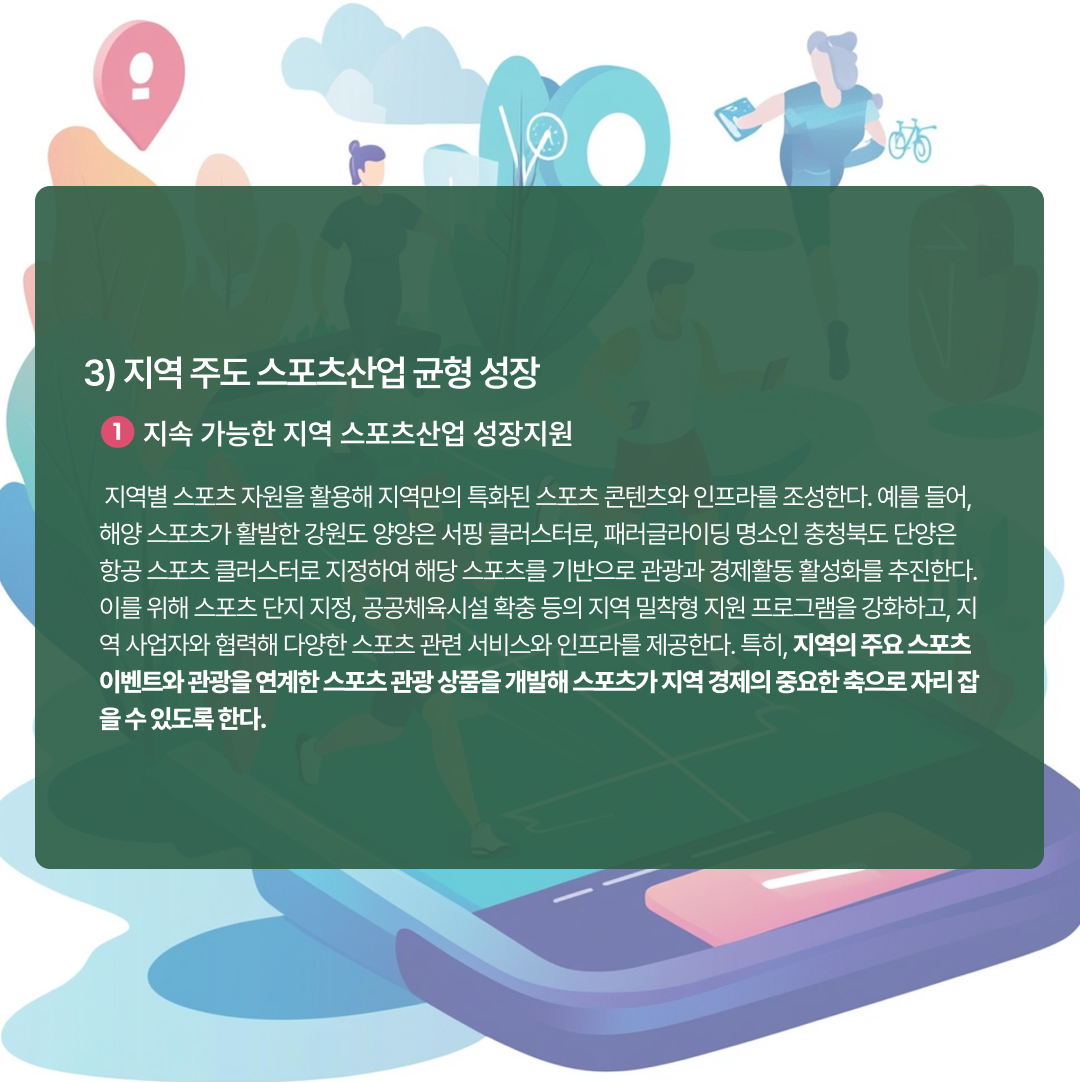 3) 지역 주도 스포츠산업 균형 성장
1 지속 가능한 지역 스포츠산업 성장지원
지역별 스포츠 자원을 활용해 지역만의 특화된 스포츠 콘텐츠와 인프라를 조성한다. 예를 들어,
해양 스포츠가 활발한 강원도 양양은 서핑 클러스터로, 패러글라이딩 명소인 충청북도 단양은
항공 스포츠 클러스터로 지정하여 해당 스포츠를 기반으로 관광과 경제활동 활성화를 추진한다.
이를 위해 스포츠 단지 지정, 공공체육시설 확충 등의 지역 밀착형 지원 프로그램을 강화하고, 지
역 사업자와 협력해 다양한 스포츠 관련 서비스와 인프라를 제공한다. 특히, 지역의 주요 스포츠
이벤트와 관광을 연계한 스포츠 관광 상품을 개발해 스포츠가 지역 경제의 중요한 축으로 자리 잡
을 수 있도록 한다.